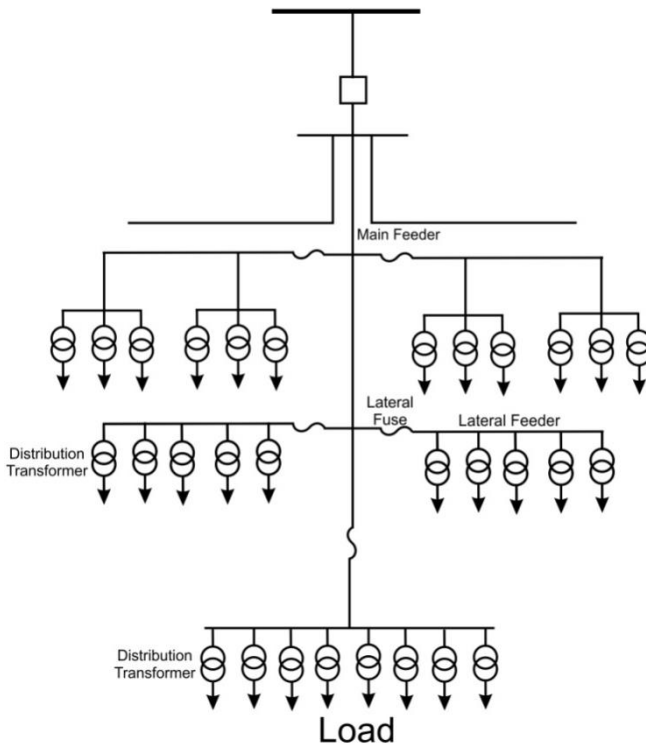 Main Feeder
Lateral
Fuse
Lateral Feeder
Distribution
Transformer
Distribution
Transformer
Load